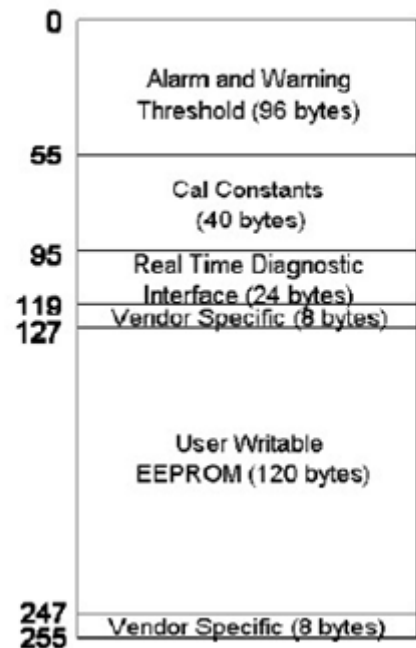 0
Alarm and Warning
Threshold (96 bytes)
55
Cal Constants
(40 bytes)
95
Real Time Diagnostic
Interface (24 bytes)
119
Vendor Specific (8 bytes)
127
User Writable
EEPROM (120 bytes)
247
Vendor Specific (8 bytes)
255